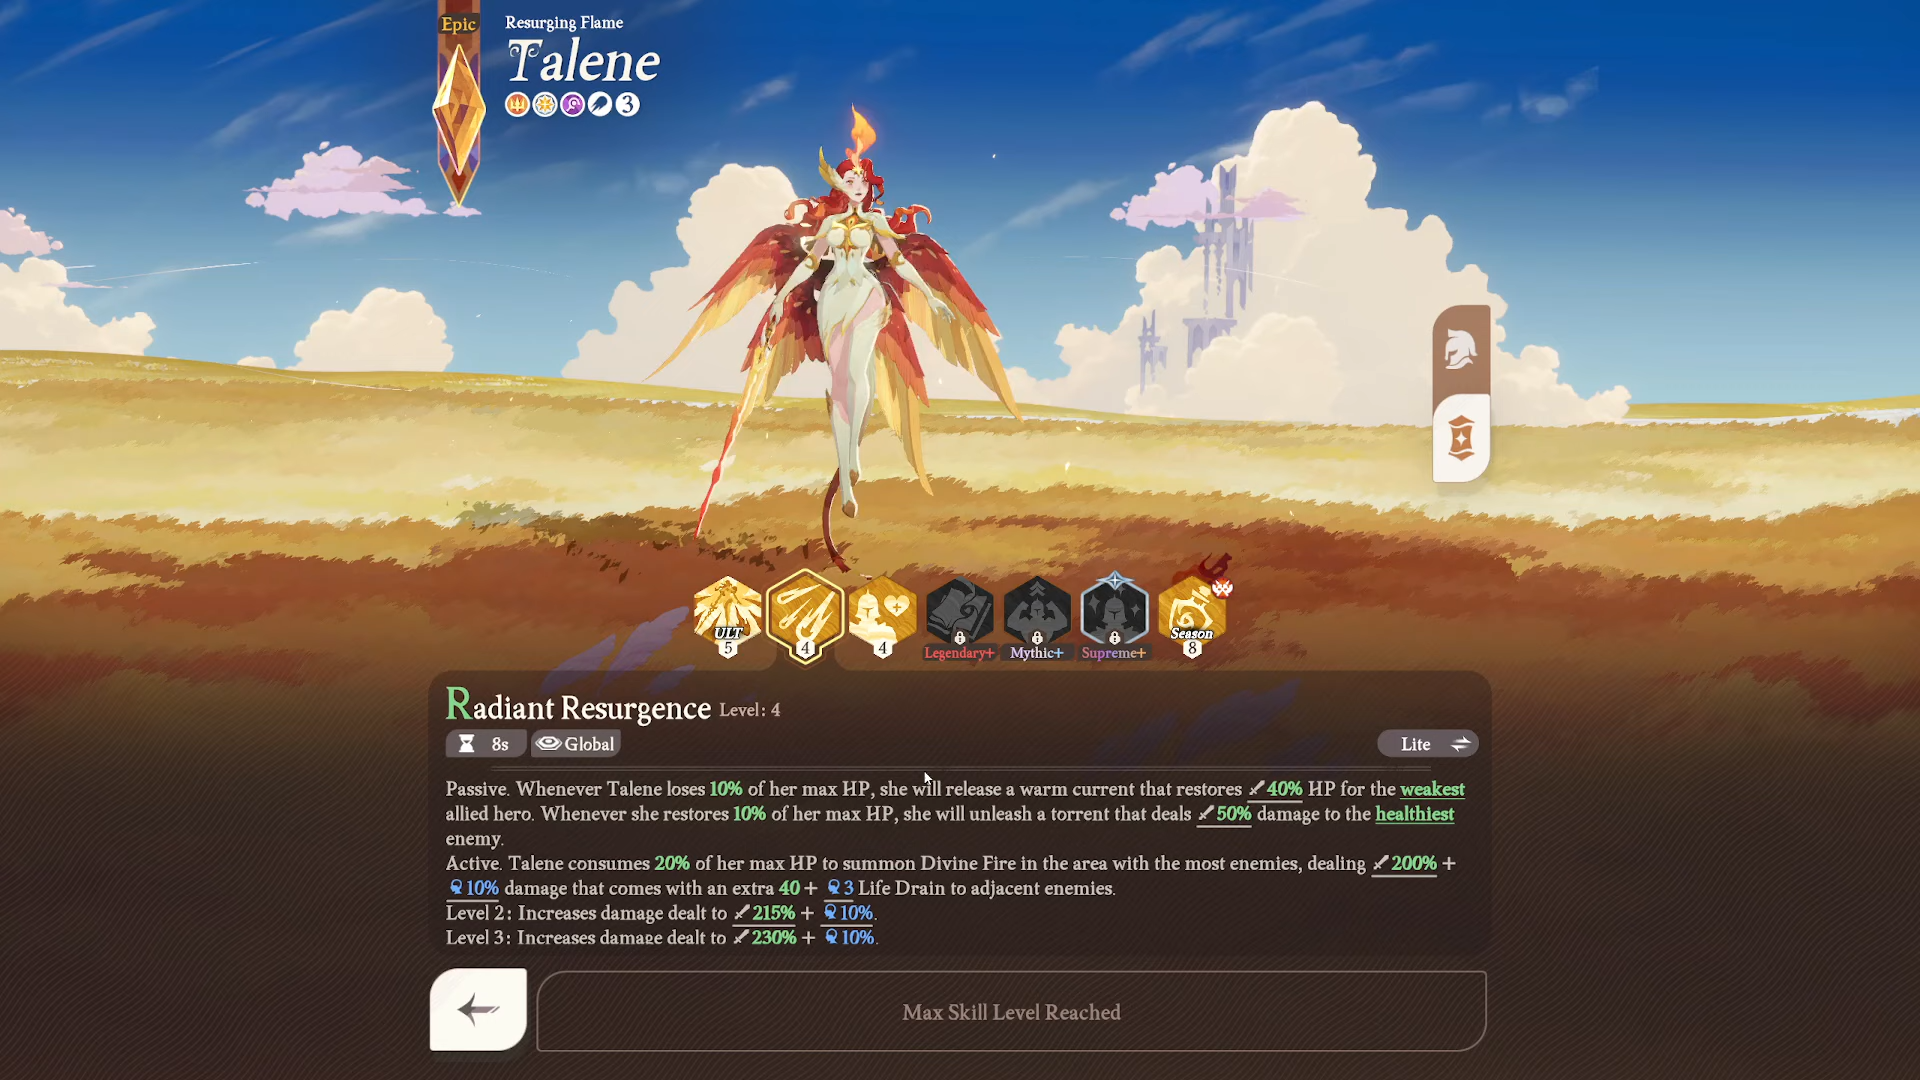 Epic
Resurging Flame
Talene
3
ULT
5
4
4
Legendary+
Mythic+
Supreme+
Season
8
Radiant Resurgence Level: 4
8s Global
Lite
Passive. Whenever Talene loses 10% of her max HP, she will release a warm current that restores 40% HP for the weakest
allied hero. Whenever she restores 10% of her max HP, she will unleash a torrent that deals 50% damage to the healthiest
enemy.
Active. Talene consumes 20% of her max HP to summon Divine Fire in the area with the most enemies, dealing 200% +
10% damage that comes with an extra 40 + 3 Life Drain to adjacent enemies.
Level 2: Increases damage dealt to 215% + 10%.
Level 3: Increases damage dealt to 230% + 10%.
Max Skill Level Reached